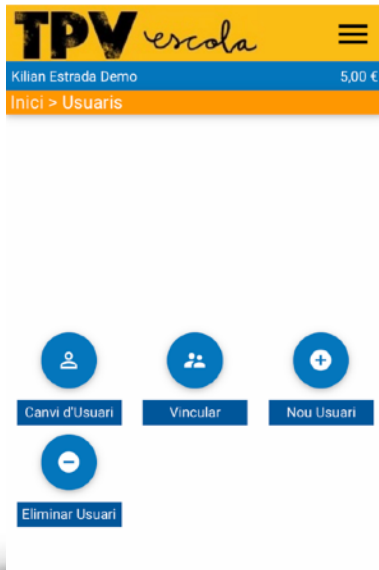 TPV escola
Kilian Estrada Demo 5,00 €
Inici > Usuaris
Canvi d'Usuari Vincular Nou Usuari
Eliminar Usuari